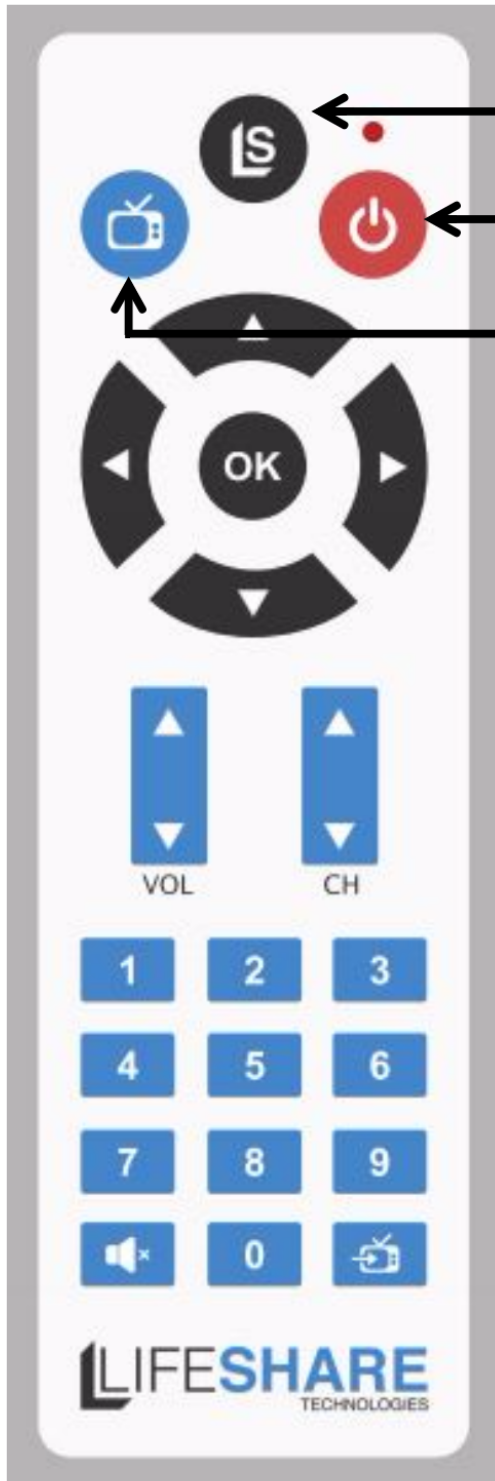 LS
OK
VOL CH
1 2 3
4 5 6
7 8 9
0
LIFESHARE
TECHNOLOGIES